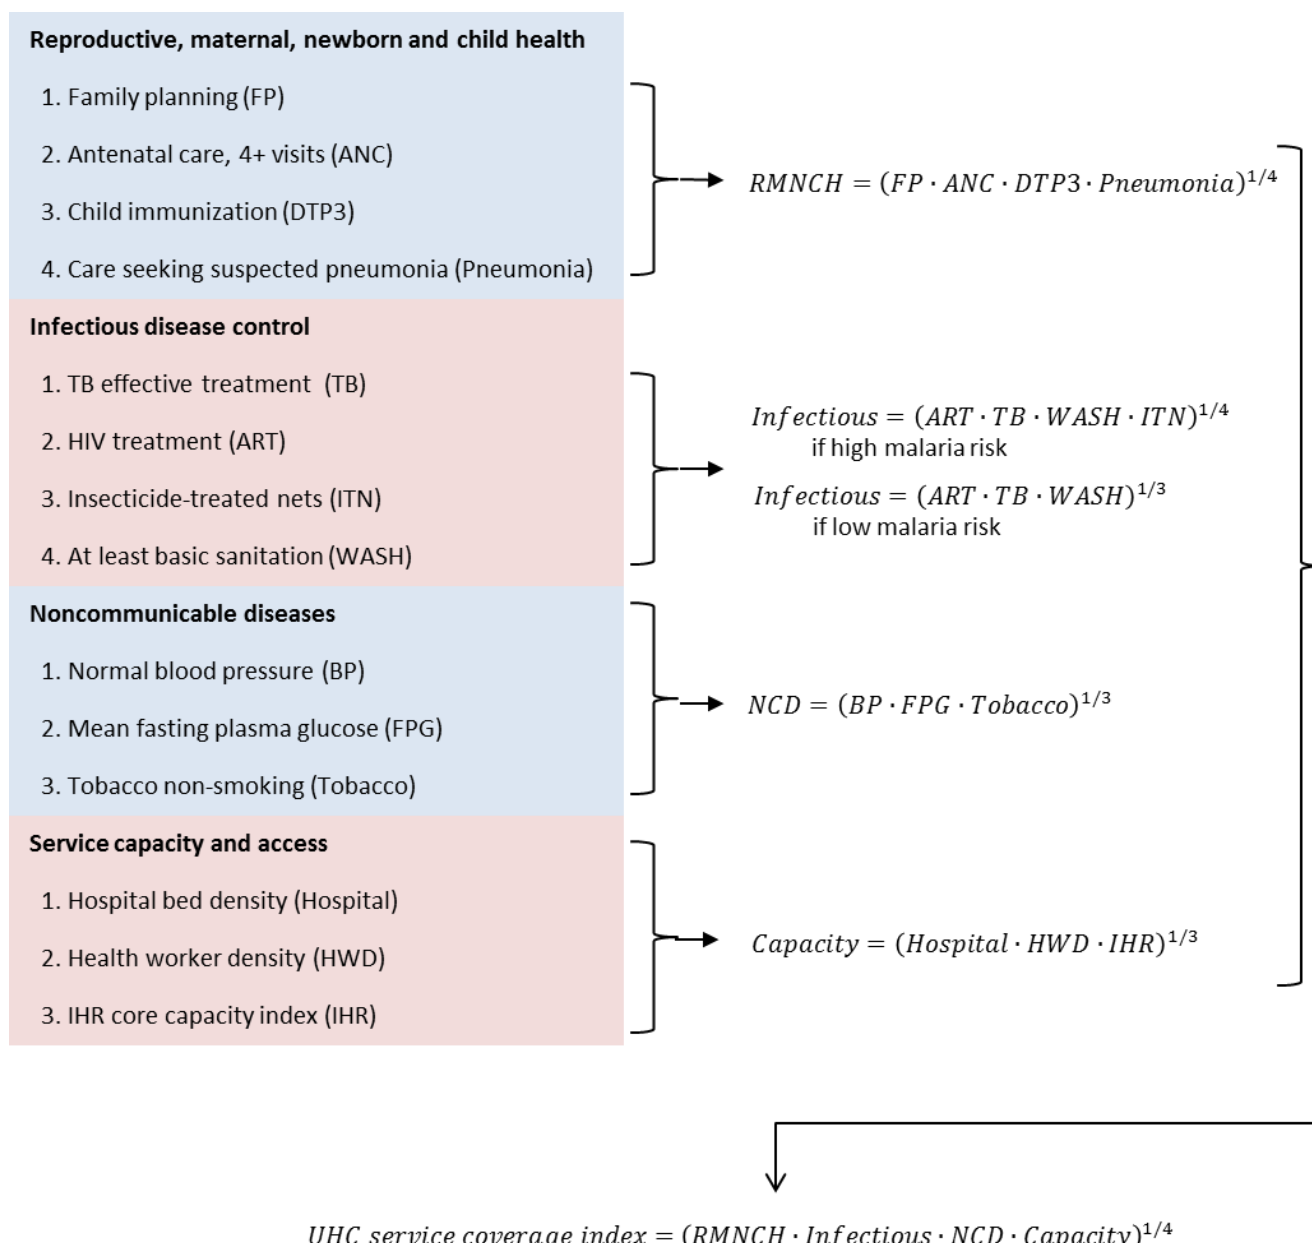 Reproductive, maternal, newborn and child health
1. Family planning (FP)
2. Antenatal care, 4+ visits (ANC)
3. Child immunization (DTP3)
4. Care seeking suspected pneumonia (Pneumonia)
RMNCH = (FP · ANC · DTP3 · Pneumonia)^{1/4}
Infectious disease control
1. TB effective treatment (TB)
2. HIV treatment (ART)
3. Insecticide-treated nets (ITN)
4. At least basic sanitation (WASH)
Infectious = (ART · TB · WASH · ITN)^{1/4}
if high malaria risk
Infectious = (ART · TB · WASH)^{1/3}
if low malaria risk
Noncommunicable diseases
1. Normal blood pressure (BP)
2. Mean fasting plasma glucose (FPG)
3. Tobacco non-smoking (Tobacco)
NCD = (BP · FPG · Tobacco)^{1/3}
Service capacity and access
1. Hospital bed density (Hospital)
2. Health worker density (HWD)
3. IHR core capacity index (IHR)
Capacity = (Hospital · HWD · IHR)^{1/3}
UHC service coverage index = (RMNCH · Infectious · NCD · Capacity)^{1/4}